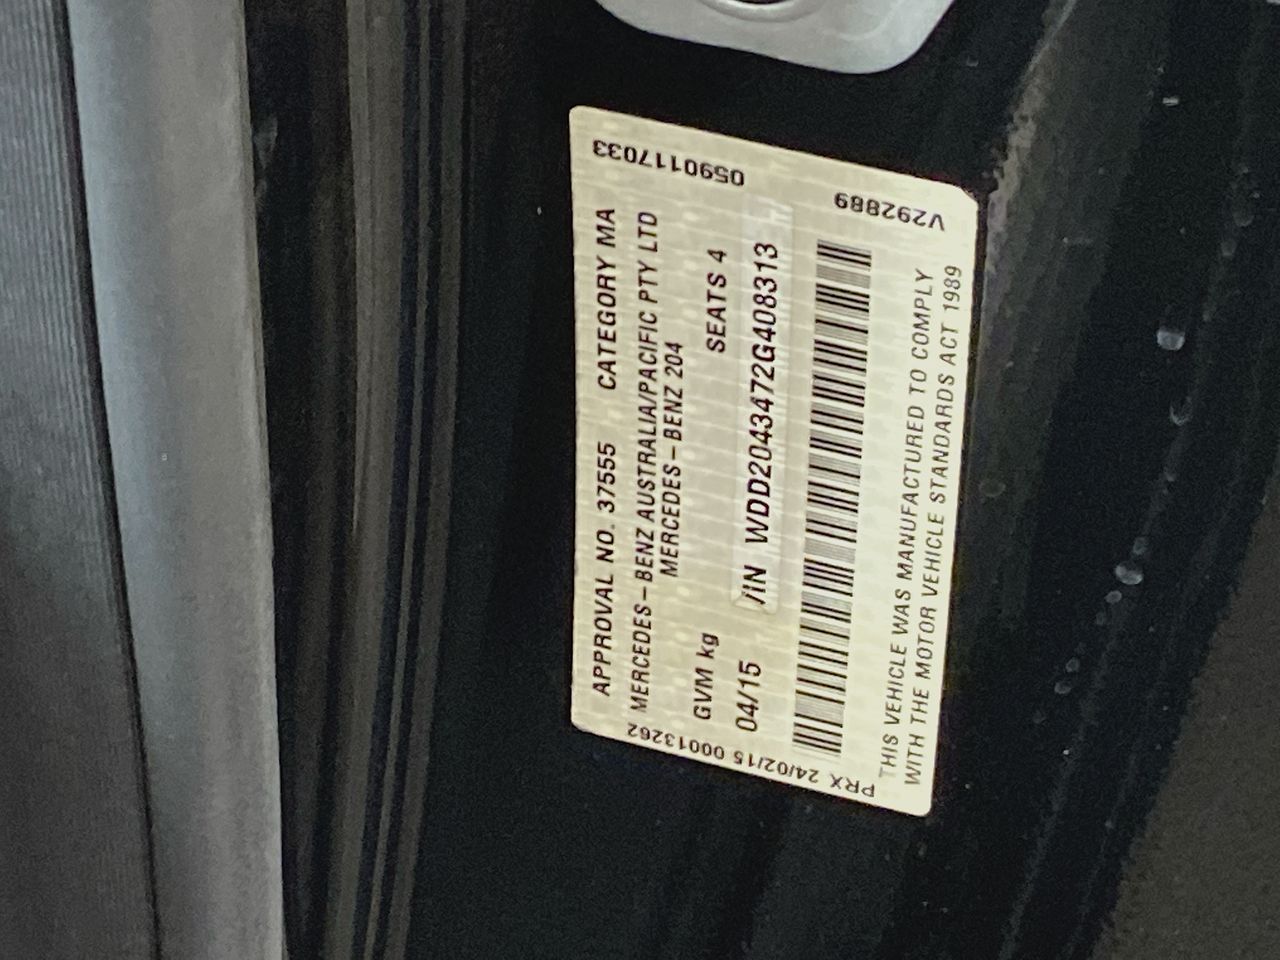 APPROVAL NO. 37555 CATEGORY MA
MERCEDES-BENZ AUSTRALIA/PACIFIC PTY LTD
MERCEDES-BENZ 204
GVM kg SEATS 4
04/15 VIN WDD2043472G408313
THIS VEHICLE WAS MANUFACTURED TO COMPLY
WITH THE MOTOR VEHICLE STANDARDS ACT 1989
0590117033
V292889
PRX 24/02/15 00013262